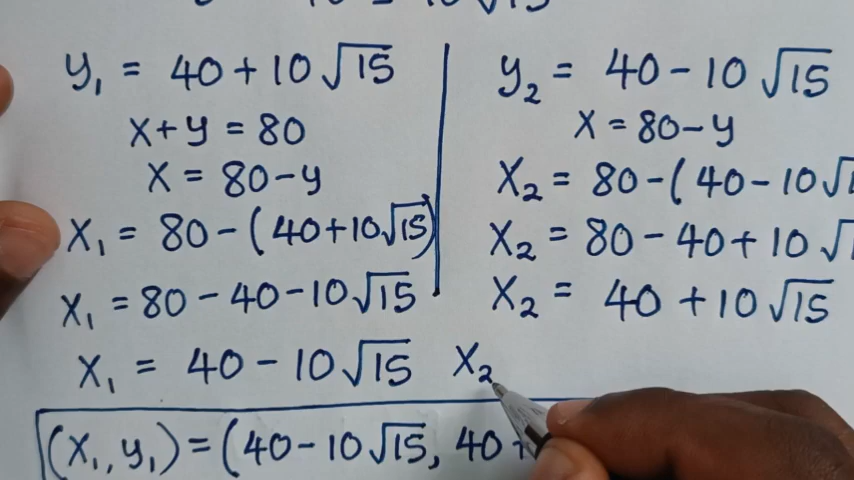 y₁ = 40 + 10√15
x + y = 80
x = 80 - y
x₁ = 80 - (40 + 10√15)
x₁ = 80 - 40 - 10√15
x₁ = 40 - 10√15
y₂ = 40 - 10√15
x = 80 - y
x₂ = 80 - (40 - 10√1
x₂ = 80 - 40 + 10√
x₂ = 40 + 10√15
x₂
(x₁, y₁) = (40 - 10√15, 40 +